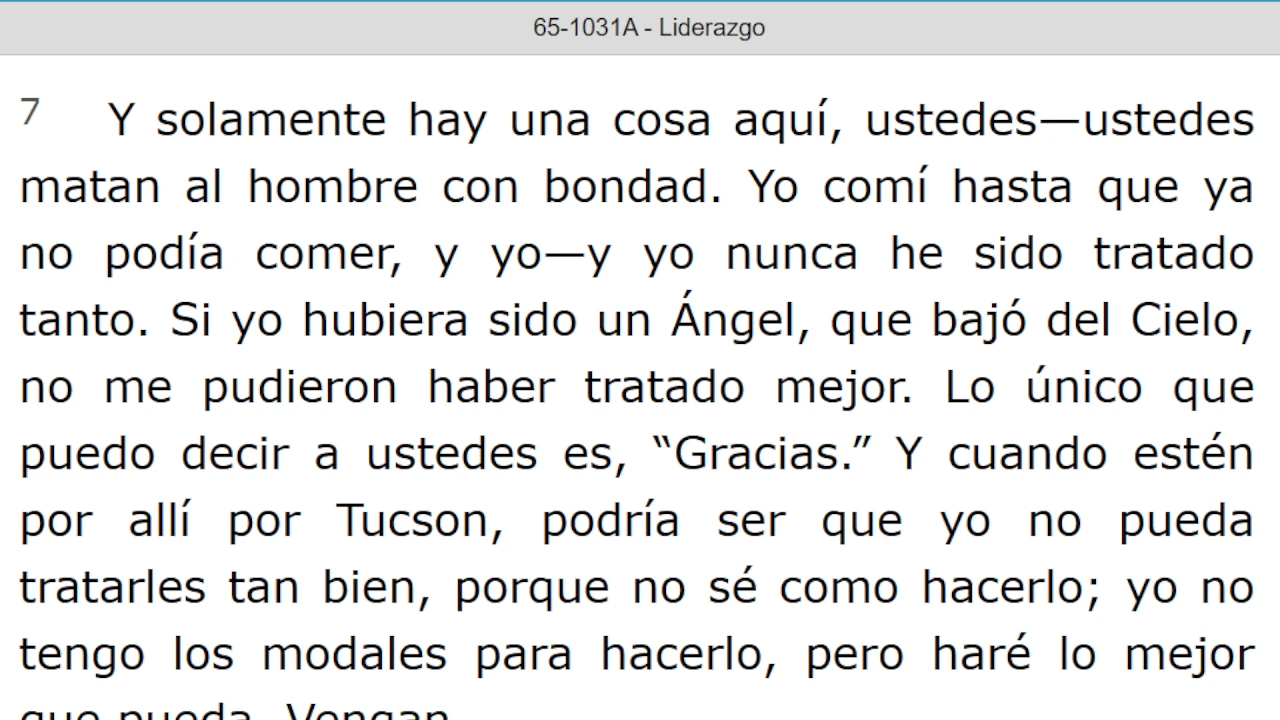 65-1031A - Liderazgo
7 Y solamente hay una cosa aquí, ustedes—ustedes
matan al hombre con bondad. Yo comí hasta que ya
no podía comer, y yo—y yo nunca he sido tratado
tanto. Si yo hubiera sido un Ángel, que bajó del Cielo,
no me pudieron haber tratado mejor. Lo único que
puedo decir a ustedes es, “Gracias.” Y cuando estén
por allí por Tucson, podría ser que yo no pueda
tratarles tan bien, porque no sé como hacerlo; yo no
tengo los modales para hacerlo, pero haré lo mejor
que pueda. Vengan